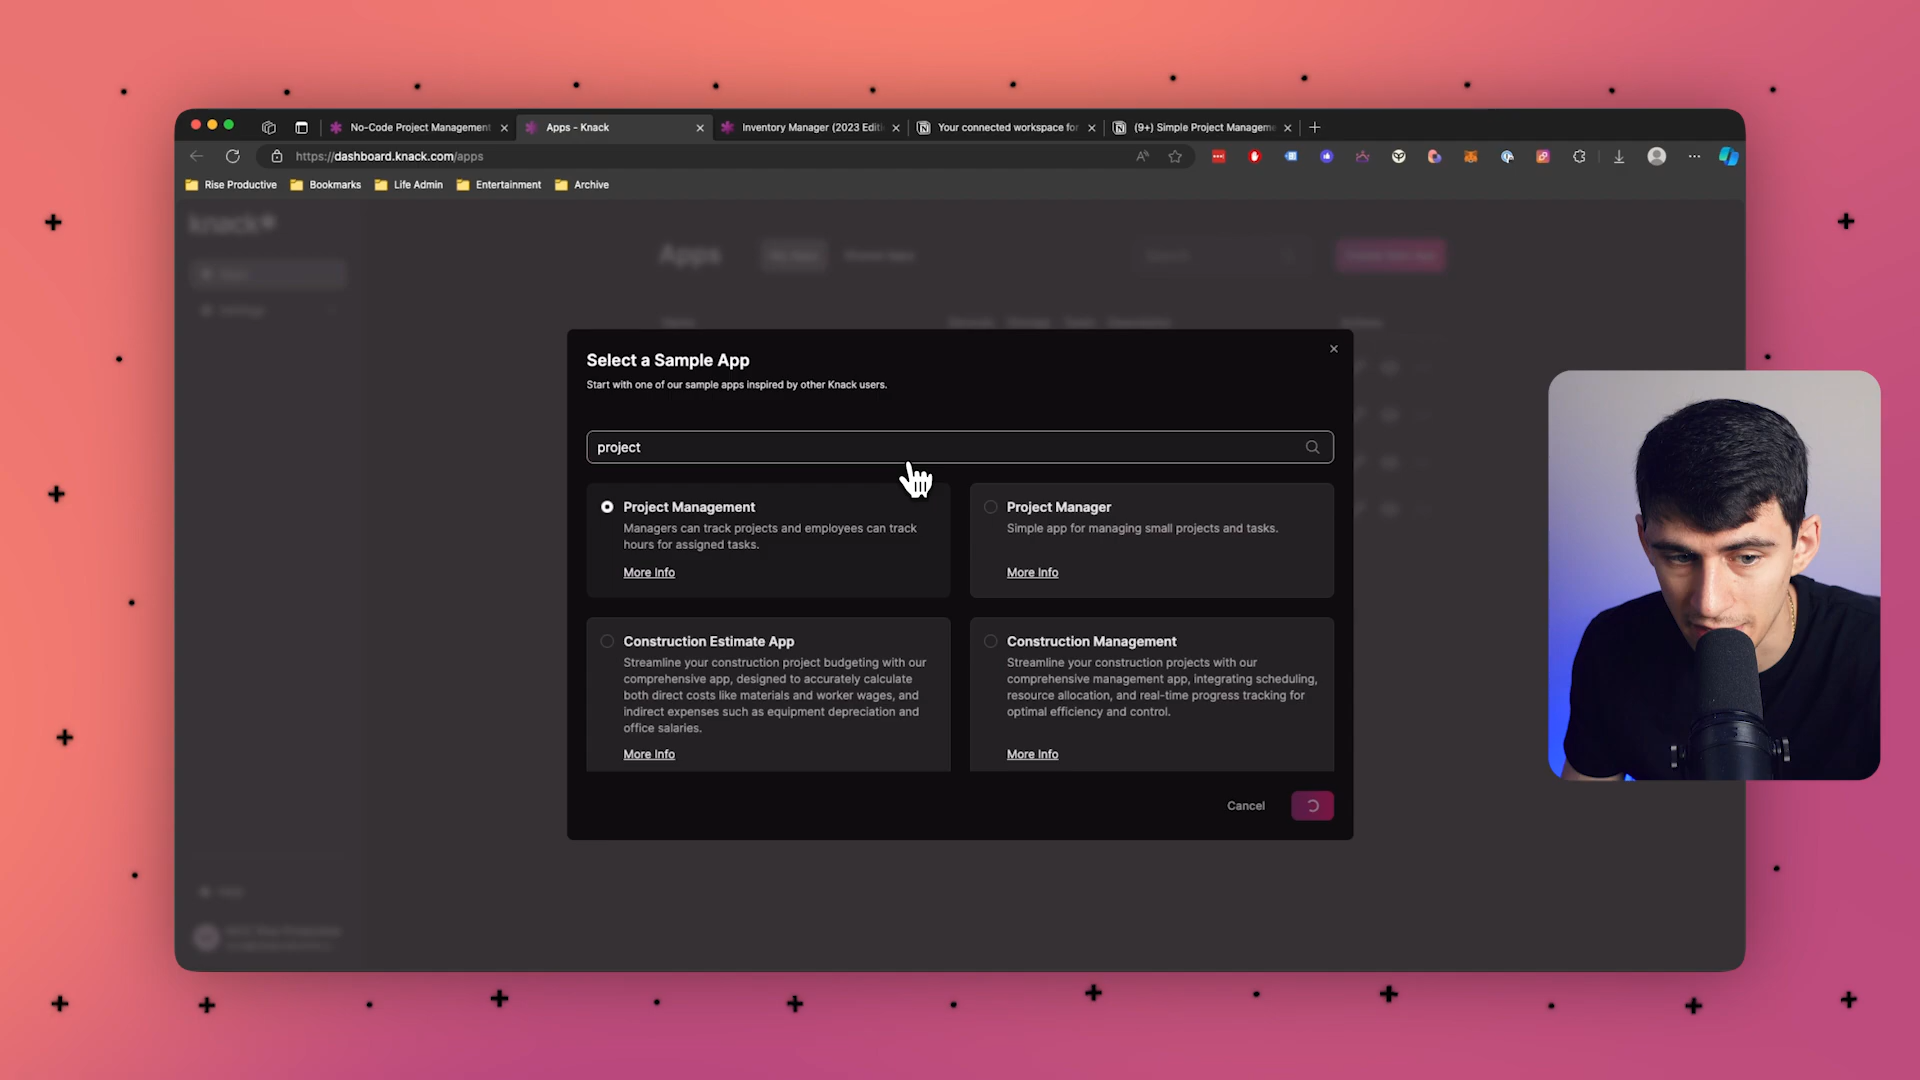 No-Code Project Management
Apps - Knack
Inventory Manager (2023 Editi
Your connected workspace for
(9+) Simple Project Manageme
https://dashboard.knack.com/apps
Rise Productive
Bookmarks
Life Admin
Entertainment
Archive
knack
Apps
Select a Sample App
Start with one of our sample apps inspired by other Knack users.
project
Project Management
Managers can track projects and employees can track
hours for assigned tasks.
More Info
Project Manager
Simple app for managing small projects and tasks.
More Info
Construction Estimate App
Streamline your construction project budgeting with our
comprehensive app, designed to accurately calculate
both direct costs like materials and worker wages, and
indirect expenses such as equipment depreciation and
office salaries.
More Info
Construction Management
Streamline your construction projects with our
comprehensive management app, integrating scheduling,
resource allocation, and real-time progress tracking for
optimal efficiency and control.
More Info
Cancel